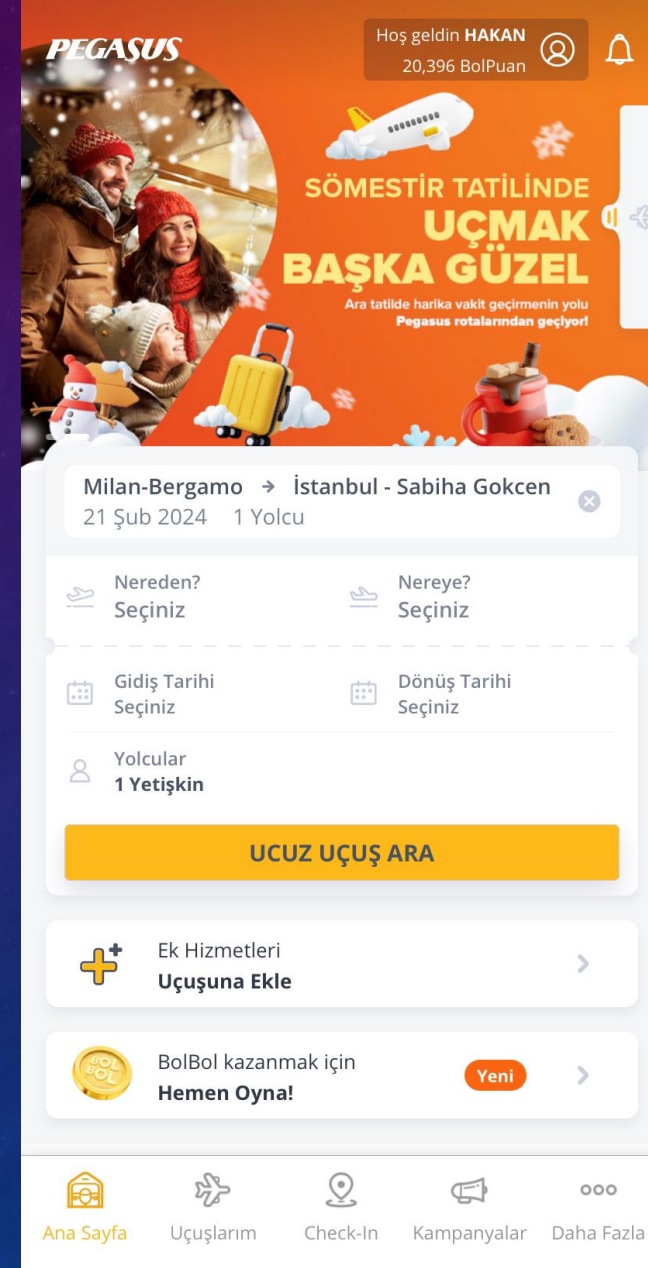 PEGASUS
Hoş geldin HAKAN
20,396 BolPuan
SÖMESTİR TATİLİNDE
UÇMAK
BAŞKA GÜZEL
Ara tatilde harika vakit geçirmenin yolu
Pegasus rotalarından geçiyor!
Milan-Bergamo → İstanbul - Sabiha Gokcen
21 Şub 2024 1 Yolcu
Nereden?
Seçiniz
Nereye?
Seçiniz
Gidiş Tarihi
Seçiniz
Dönüş Tarihi
Seçiniz
Yolcular
1 Yetişkin
UCUZ UÇUŞ ARA
Ek Hizmetleri
Uçuşuna Ekle
BOL
BOL
BolBol kazanmak için
Hemen Oyna!
Yeni
Ana Sayfa
Uçuşlarım
Check-In
Kampanyalar
Daha Fazla